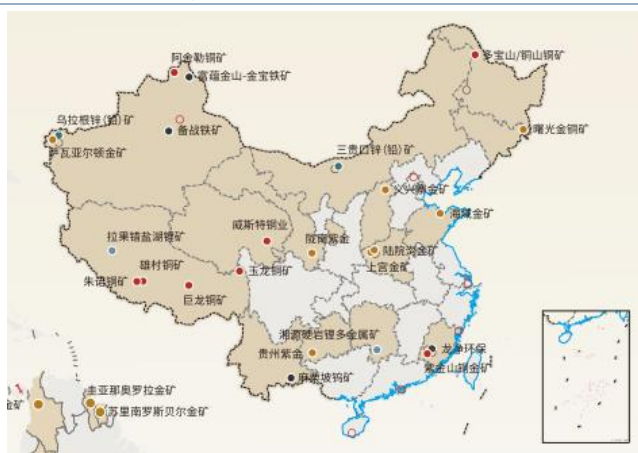 阿舍勒铜矿
多宝山/铜山铜矿
富蕴金山-金宝铁矿
乌拉根锌(铅)矿
备战铁矿
曙光金铜矿
萨瓦亚尔顿金矿
三贵口锌(铅)矿
义兴寨金矿
海域金矿
威斯特铜业
陇南紫金
陆院沟金矿
拉果错盐湖锂矿
上宫金矿
雄村铜矿
玉龙铜矿
朱诺铜矿
巨龙铜矿
湘源硬岩锂多金属矿
龙净环保
贵州紫金
紫金山铜金矿
麻栗坡钨矿
圭亚那奥罗拉金矿
金矿
苏里南罗斯贝尔金矿